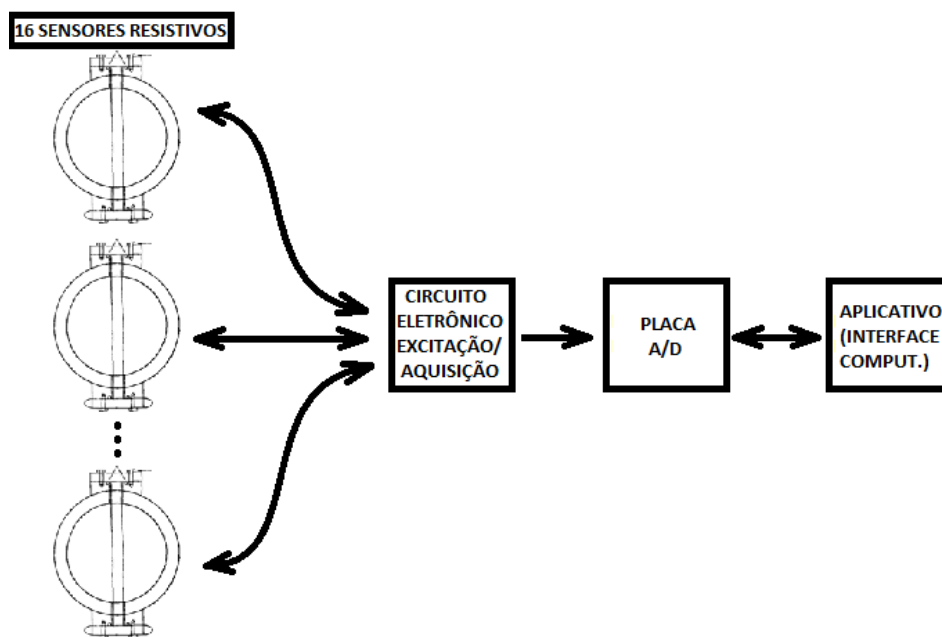 16 SENSORES RESISTIVOS
CIRCUITO
ELETRÔNICO
EXCITAÇÃO/
AQUISIÇÃO
PLACA
A/D
APLICATIVO
(INTERFACE
COMPUT.)